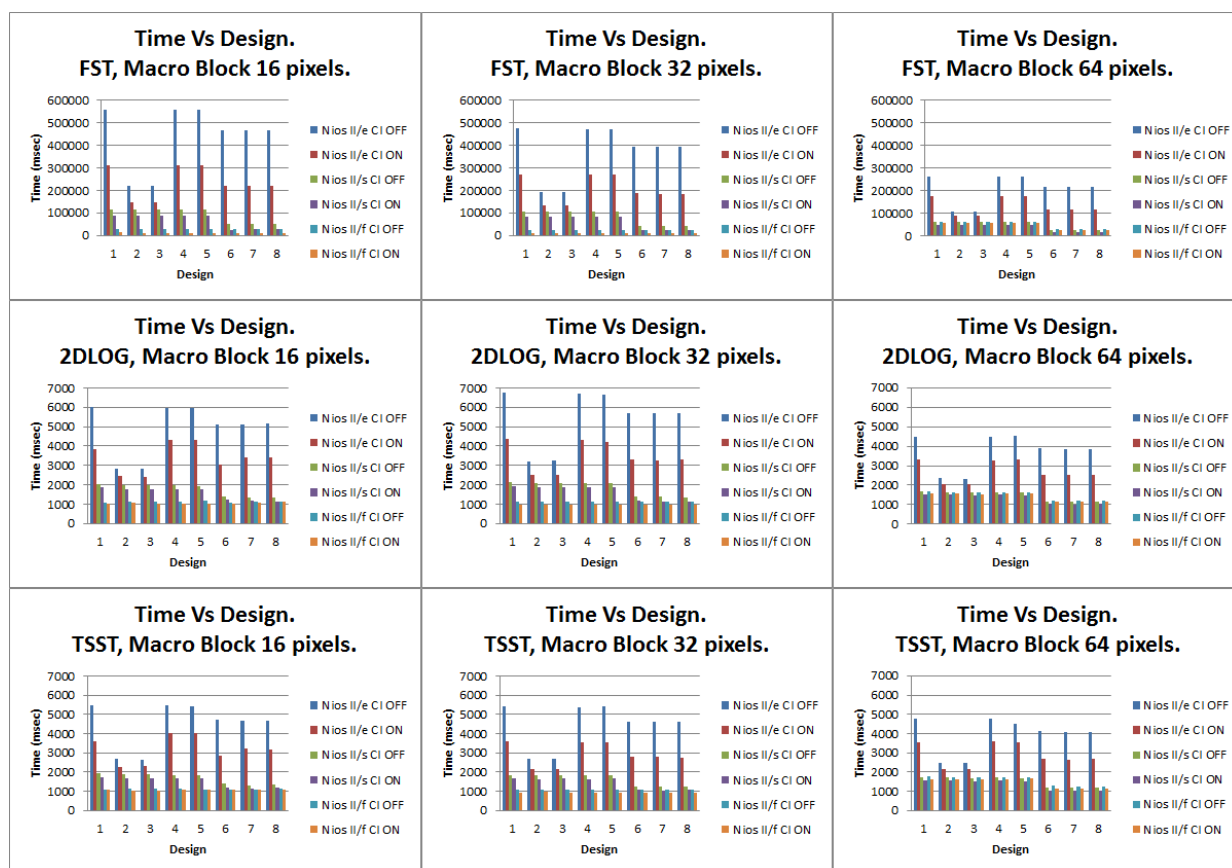 Time Vs Design.
FST, Macro Block 16 pixels.
600000
500000
400000
300000
200000
100000
0
Time (msec)
1 2 3 4 5 6 7 8
Design
Nios II/e CI OFF
Nios II/e CI ON
Nios II/s CI OFF
Nios II/s CI ON
Nios II/f CI OFF
Nios II/f CI ON
Time Vs Design.
FST, Macro Block 32 pixels.
600000
500000
400000
300000
200000
100000
0
Time (msec)
1 2 3 4 5 6 7 8
Design
Nios II/e CI OFF
Nios II/e CI ON
Nios II/s CI OFF
Nios II/s CI ON
Nios II/f CI OFF
Nios II/f CI ON
Time Vs Design.
FST, Macro Block 64 pixels.
600000
500000
400000
300000
200000
100000
0
Time (msec)
1 2 3 4 5 6 7 8
Design
Nios II/e CI OFF
Nios II/e CI ON
Nios II/s CI OFF
Nios II/s CI ON
Nios II/f CI OFF
Nios II/f CI ON
Time Vs Design.
2DLOG, Macro Block 16 pixels.
7000
6000
5000
4000
3000
2000
1000
0
Time (msec)
1 2 3 4 5 6 7 8
Design
Nios II/e CI OFF
Nios II/e CI ON
Nios II/s CI OFF
Nios II/s CI ON
Nios II/f CI OFF
Nios II/f CI ON
Time Vs Design.
2DLOG, Macro Block 32 pixels.
7000
6000
5000
4000
3000
2000
1000
0
Time (msec)
1 2 3 4 5 6 7 8
Design
Nios II/e CI OFF
Nios II/e CI ON
Nios II/s CI OFF
Nios II/s CI ON
Nios II/f CI OFF
Nios II/f CI ON
Time Vs Design.
2DLOG, Macro Block 64 pixels.
7000
6000
5000
4000
3000
2000
1000
0
Time (msec)
1 2 3 4 5 6 7 8
Design
Nios II/e CI OFF
Nios II/e CI ON
Nios II/s CI OFF
Nios II/s CI ON
Nios II/f CI OFF
Nios II/f CI ON
Time Vs Design.
TSST, Macro Block 16 pixels.
7000
6000
5000
4000
3000
2000
1000
0
Time (msec)
1 2 3 4 5 6 7 8
Design
Nios II/e CI OFF
Nios II/e CI ON
Nios II/s CI OFF
Nios II/s CI ON
Nios II/f CI OFF
Nios II/f CI ON
Time Vs Design.
TSST, Macro Block 32 pixels.
7000
6000
5000
4000
3000
2000
1000
0
Time (msec)
1 2 3 4 5 6 7 8
Design
Nios II/e CI OFF
Nios II/e CI ON
Nios II/s CI OFF
Nios II/s CI ON
Nios II/f CI OFF
Nios II/f CI ON
Time Vs Design.
TSST, Macro Block 64 pixels.
7000
6000
5000
4000
3000
2000
1000
0
Time (msec)
1 2 3 4 5 6 7 8
Design
Nios II/e CI OFF
Nios II/e CI ON
Nios II/s CI OFF
Nios II/s CI ON
Nios II/f CI OFF
Nios II/f CI ON